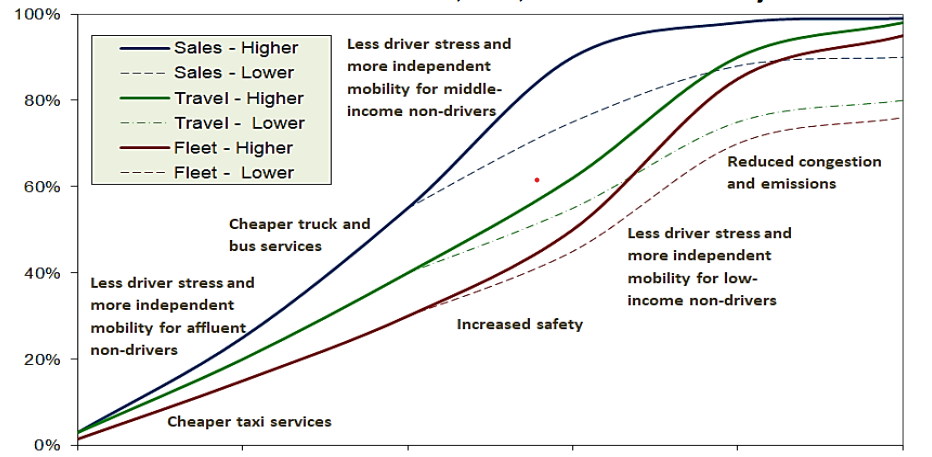 100%
80%
60%
40%
20%
0%
Sales - Higher
Sales - Lower
Travel - Higher
Travel - Lower
Fleet - Higher
Fleet - Lower
Less driver stress and
more independent
mobility for middle-
income non-drivers
Cheaper truck and
bus services
Less driver stress and
more independent
mobility for affluent
non-drivers
Cheaper taxi services
Increased safety
Reduced congestion
and emissions
Less driver stress and
more independent
mobility for low-
income non-drivers